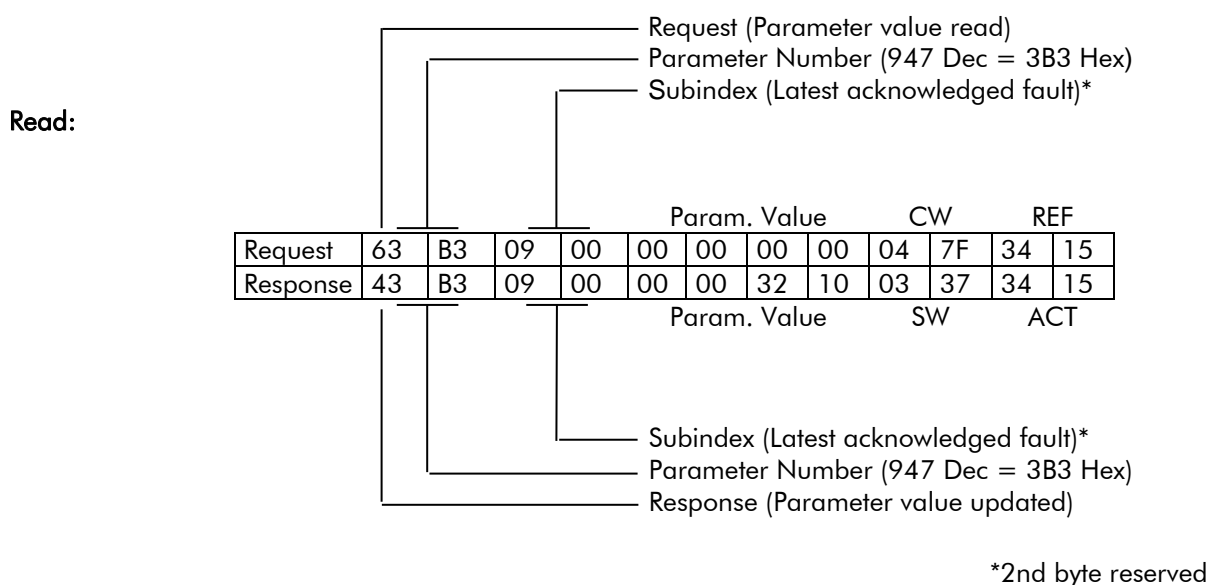 Request (Parameter value read)
Parameter Number (947 Dec = 3B3 Hex)
Subindex (Latest acknowledged fault)*
Read:
Param. Value CW REF
Request 63 B3 09 00 00 00 00 00 04 7F 34 15
Response 43 B3 09 00 00 00 32 10 03 37 34 15
Param. Value SW ACT
Subindex (Latest acknowledged fault)*
Parameter Number (947 Dec = 3B3 Hex)
Response (Parameter value updated)
*2nd byte reserved